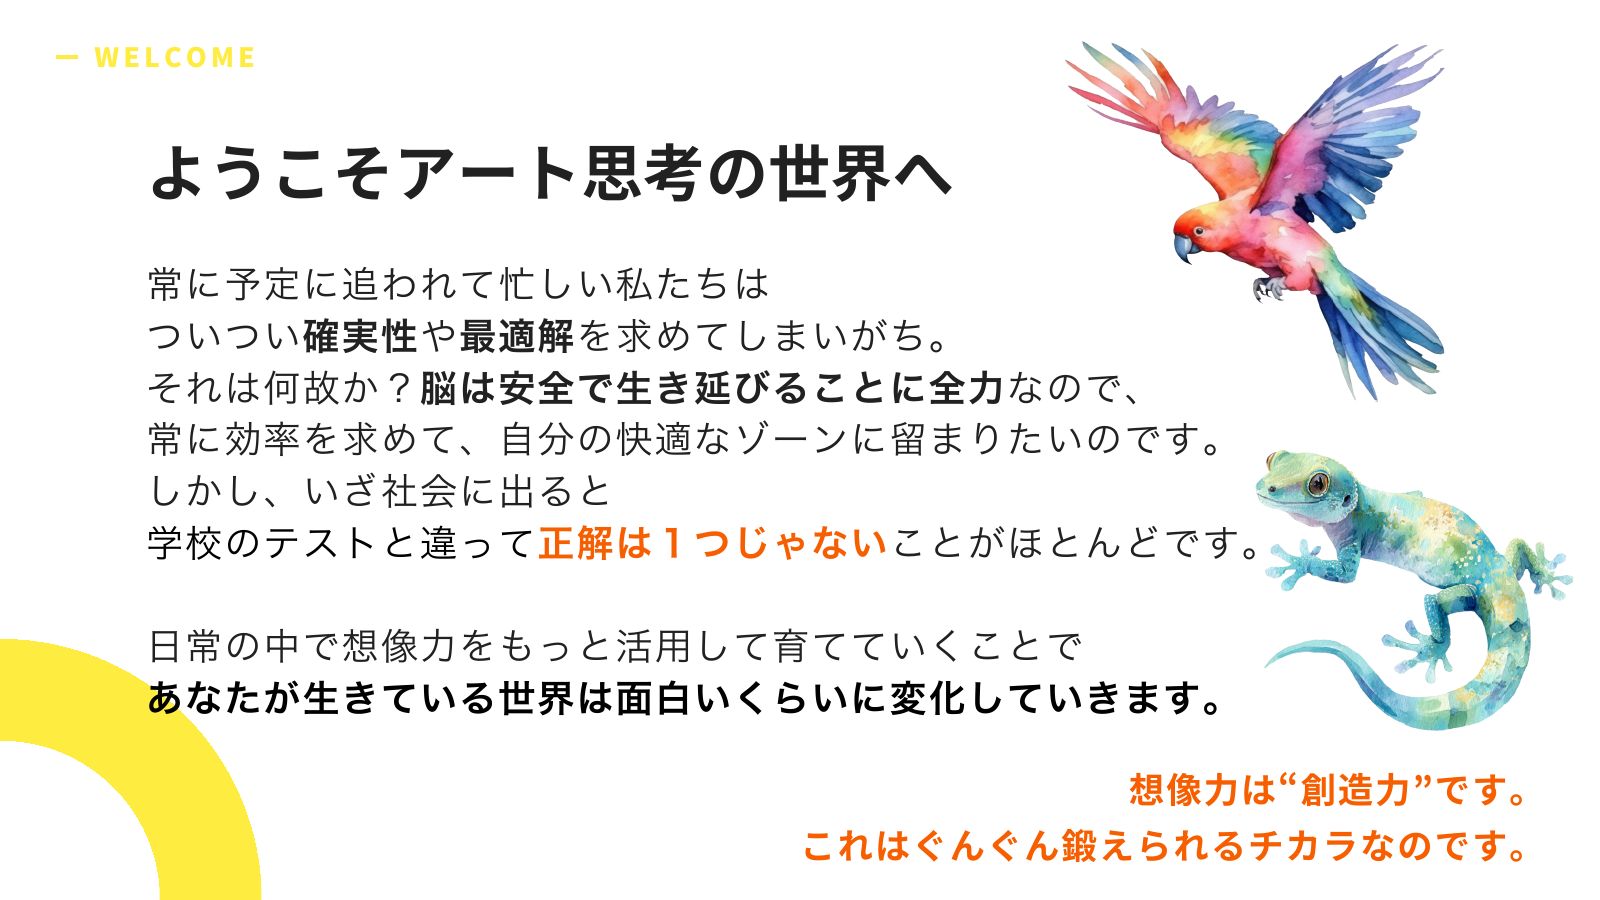 — WELCOME
ようこそアート思考の世界へ
常に予定に追われて忙しい私たちは
ついつい確実性や最適解を求めてしまいがち。
それは何故か？脳は安全で生き延びることに全力なので、
常に効率を求めて、自分の快適なゾーンに留まりたいのです。
しかし、いざ社会に出ると
学校のテストと違って正解は１つじゃないことがほとんどです。
日常の中で想像力をもっと活用して育てていくことで
あなたが生きている世界は面白いくらいに変化していきます。
想像力は“創造力”です。
これはぐんぐん鍛えられるチカラなのです。